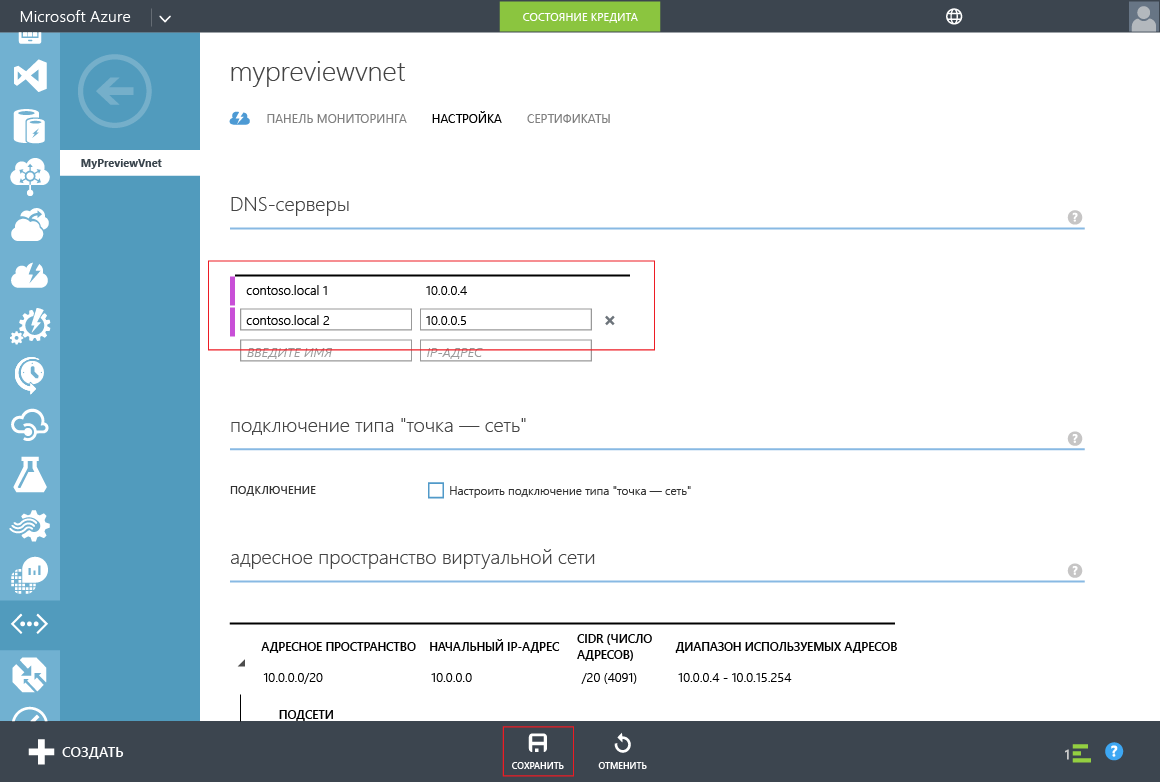 Microsoft Azure
СОСТОЯНИЕ КРЕДИТА
mypreviewvnet
ПАНЕЛЬ МОНИТОРИНГА НАСТРОЙКА СЕРТИФИКАТЫ
MyPreviewVnet
DNS-серверы
?
contoso.local 1 10.0.0.4
contoso.local 2 10.0.0.5
ВВЕДИТЕ ИМЯ IP-АДРЕС
подключение типа "точка — сеть"
?
ПОДКЛЮЧЕНИЕ Настроить подключение типа "точка — сеть"
адресное пространство виртуальной сети
?
АДРЕСНОЕ ПРОСТРАНСТВО НАЧАЛЬНЫЙ IP-АДРЕС CIDR (ЧИСЛО АДРЕСОВ) ДИАПАЗОН ИСПОЛЬЗУЕМЫХ АДРЕСОВ
10.0.0.0/20 10.0.0.0 /20 (4091) 10.0.0.4 - 10.0.15.254
ПОДСЕТИ
СОЗДАТЬ
СОХРАНИТЬ
ОТМЕНИТЬ
1
?